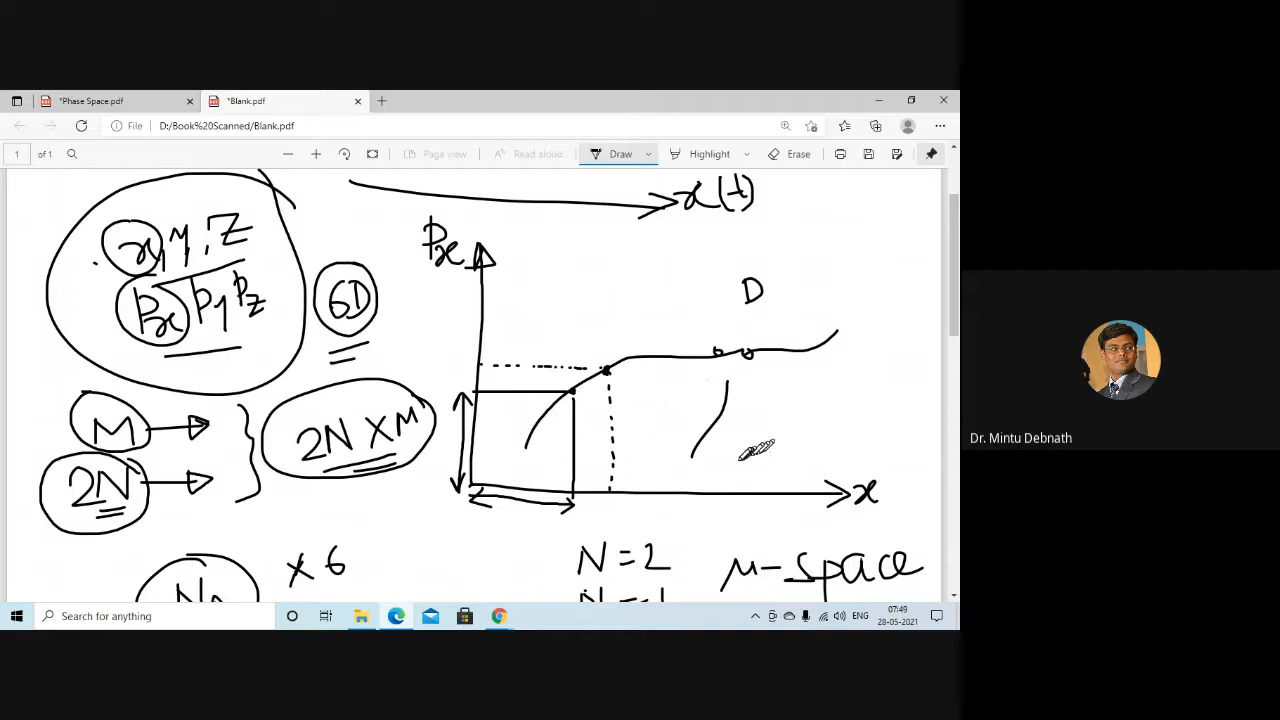 *Phase Space.pdf
*Blank.pdf
File D:/Book%20Scanned/Blank.pdf
1 of 1 Page view Read aloud Draw Highlight Erase
x(t)
x, y, z
Px Py Pz
6D
Px
D
M
2N
2N X M
x
X 6
N = 2
μ-space
Dr. Mintu Debnath
Search for anything
ENG
07:49
28-05-2021